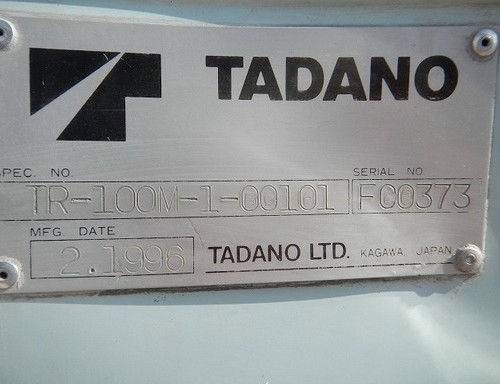 TADANO
SPEC. NO. SERIAL NO
TR-100M-1-00101 FC0373
MFG. DATE
2.1996 TADANO LTD. KAGAWA JAPAN